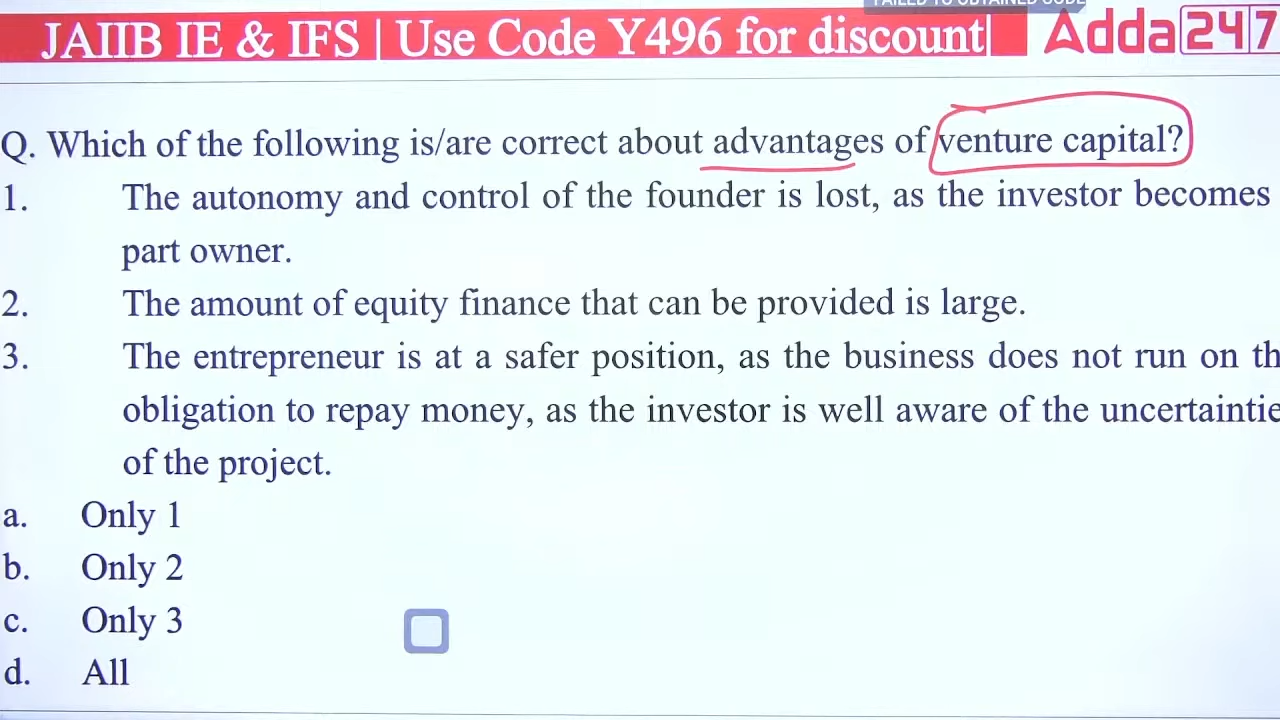 FAILED TO OBTAINED CODE
JAIIB IE & IFS | Use Code Y496 for discount| Adda247
Q. Which of the following is/are correct about advantages of venture capital?
1. The autonomy and control of the founder is lost, as the investor becomes
part owner.
2. The amount of equity finance that can be provided is large.
3. The entrepreneur is at a safer position, as the business does not run on th
obligation to repay money, as the investor is well aware of the uncertaintie
of the project.
a. Only 1
b. Only 2
c. Only 3
d. All